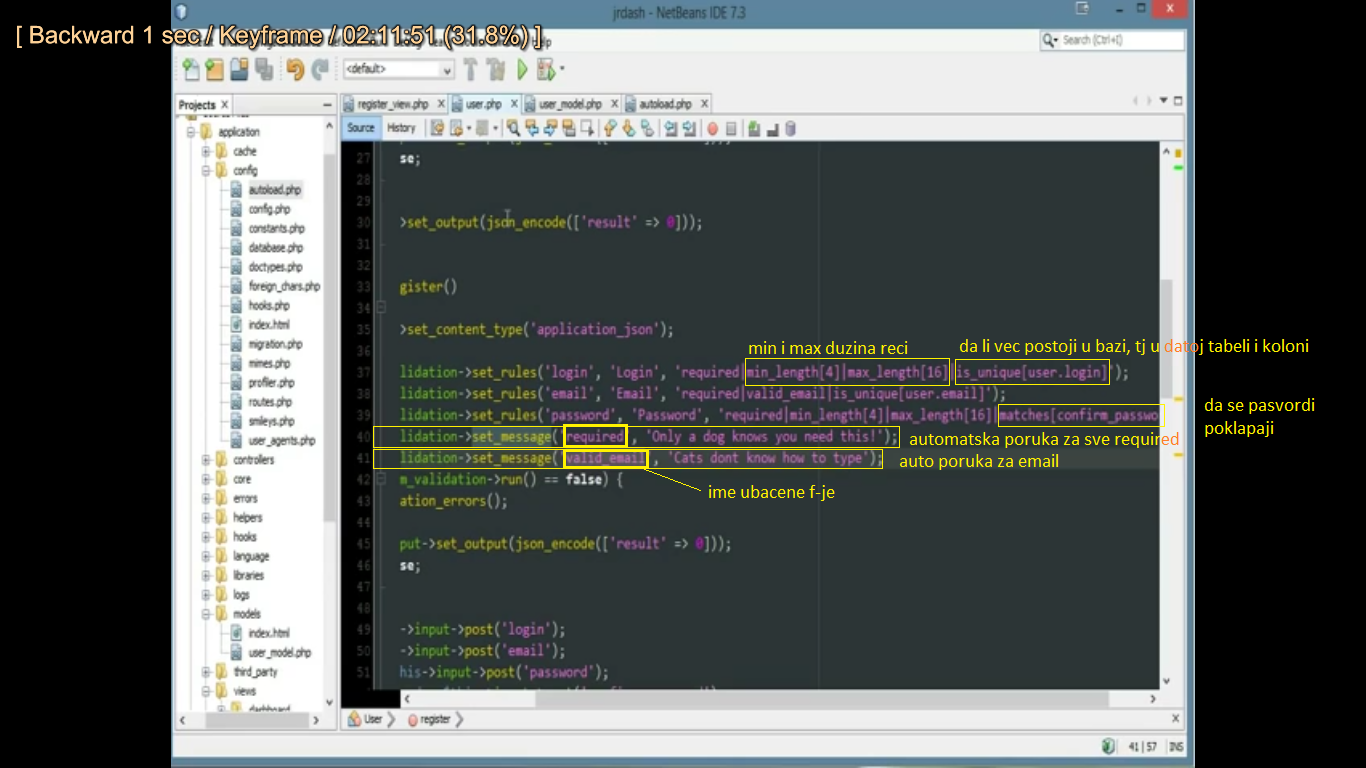 jrdash - NetBeans IDE 7.3
[ Backward 1 sec / Keyframe / 02:11:51 (31.8%) ]
Search (Ctrl+I)
<default>
Projects
register_view.php
user.php
user_model.php
autoload.php
Source
History
application
cache
config
autoload.php
config.php
constants.php
database.php
doctypes.php
foreign_chars.php
hooks.php
index.html
migration.php
mimes.php
profiler.php
routes.php
smileys.php
user_agents.php
controllers
core
errors
helpers
hooks
language
libraries
logs
models
index.html
user_model.php
third_party
views
27 se;
28
29
30 >set_output(json_encode(['result' => 0]));
31
32
33 gister()
34
35 >set_content_type('application_json');
min i max duzina reci
da li vec postoji u bazi, tj u datoj tabeli i koloni
36
37 lidation->set_rules('login', 'Login', 'required|min_length[4]|max_length[16]|is_unique[user.login]');
38 lidation->set_rules('email', 'Email', 'required|valid_email|is_unique[user.email]');
39 lidation->set_rules('password', 'Password', 'required|min_length[4]|max_length[16]|matches[confirm_passwo
da se pasvordi
poklapaji
40 lidation->set_message('required', 'Only a dog knows you need this!');
automatska poruka za sve required
41 lidation->set_message('valid_email', 'Cats dont know how to type');
auto poruka za email
42 m_validation->run() == false) {
ime ubacene f-je
43 ation_errors();
44
45 put->set_output(json_encode(['result' => 0]));
46 se;
47
48
49 ->input->post('login');
50 ->input->post('email');
51 his->input->post('password');
User
register
41|57
INS